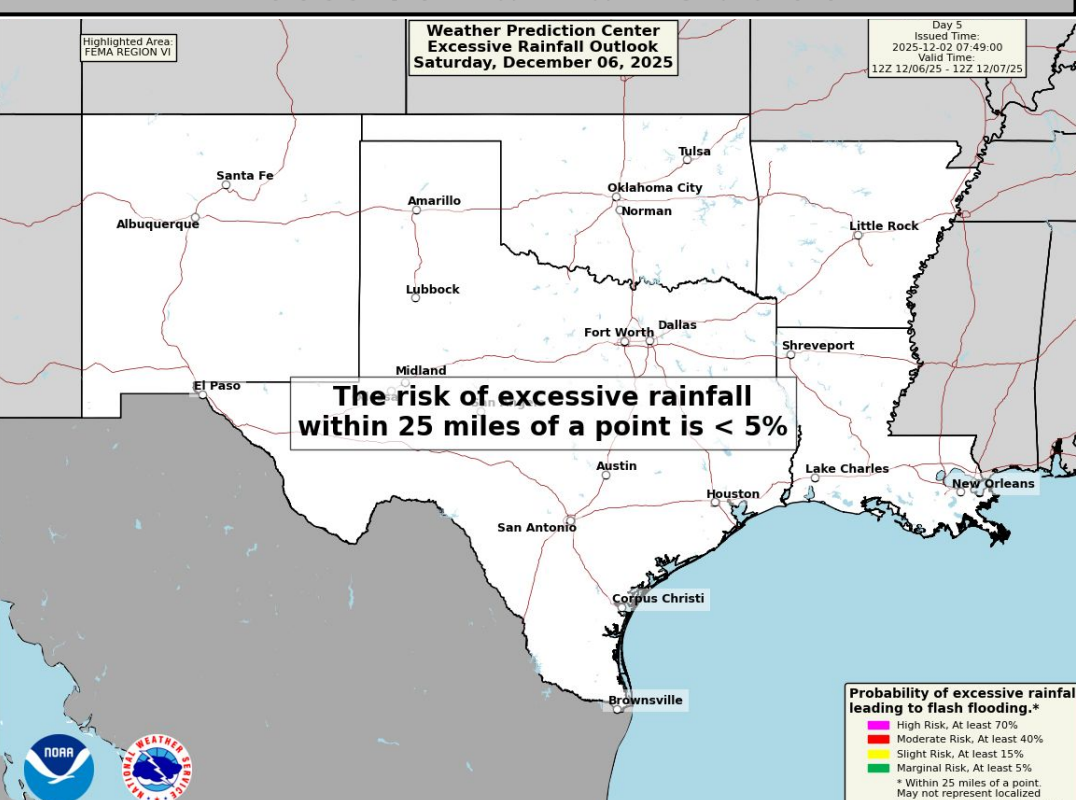 Highlighted Area:
FEMA REGION VI
Weather Prediction Center
Excessive Rainfall Outlook
Saturday, December 06, 2025
Day 5
Issued Time:
2025-12-02 07:49:00
Valid Time:
12Z 12/06/25 - 12Z 12/07/25
Tulsa
Santa Fe
Oklahoma City
Amarillo
Norman
Albuquerque
Little Rock
Lubbock
Dallas
Fort Worth
Shreveport
Midland
El Paso
The risk of excessive rainfall
within 25 miles of a point is < 5%
Austin
Lake Charles
New Orleans
Houston
San Antonio
Corpus Christi
Brownsville
Probability of excessive rainfal
leading to flash flooding.*
High Risk, At least 70%
Moderate Risk, At least 40%
Slight Risk, At least 15%
Marginal Risk, At least 5%
* Within 25 miles of a point.
May not represent localized
NOAA
NATIONAL WEATHER SERVICE